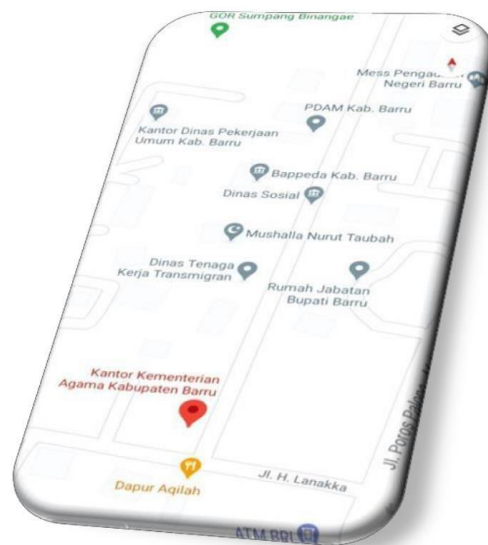 GOR Sumpang Binangae
Mess Pengadilan
Negeri Barru
PDAM Kab. Barru
Kantor Dinas Pekerjaan
Umum Kab. Barru
Bappeda Kab. Barru
Dinas Sosial
Mushalla Nurut Taubah
Dinas Tenaga
Kerja Transmigran
Rumah Jabatan
Bupati Barru
Kantor Kementerian
Agama Kabupaten Barru
Jl. Poros
Jl. H. Lanakka
Dapur Aqilah
ATM BRI